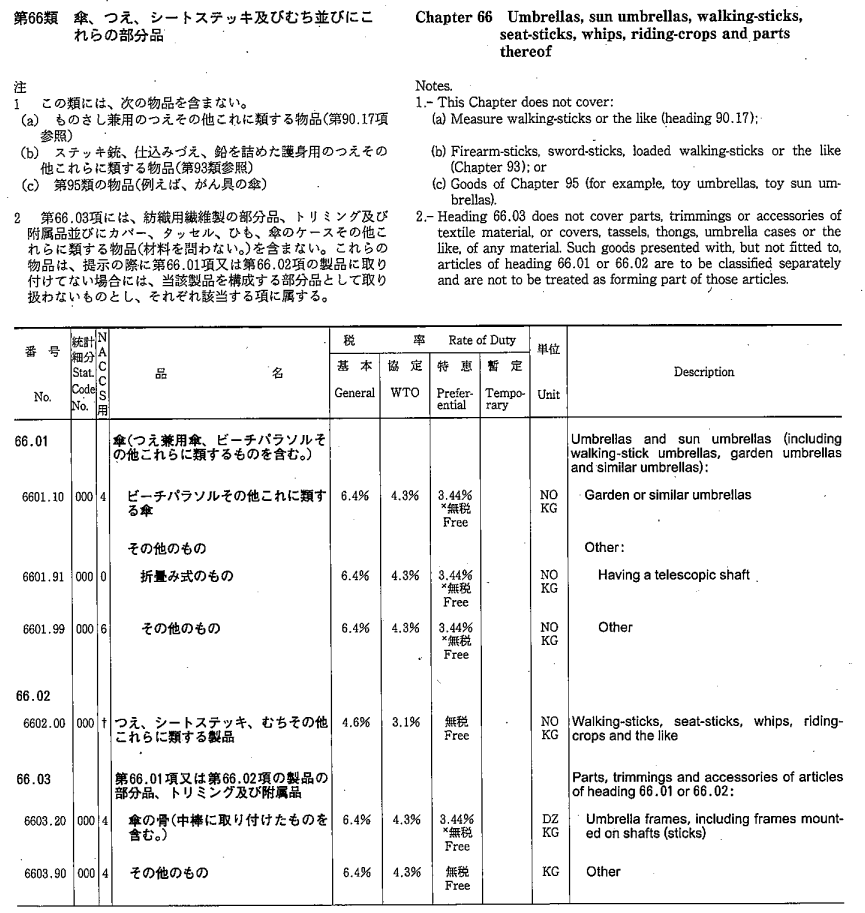 第66類　傘、つえ、シートステッキ及びむち並びにこ
れらの部分品
Chapter 66 Umbrellas, sun umbrellas, walking-sticks,
seat-sticks, whips, riding-crops and parts
thereof
注
1　この類には、次の物品を含まない。
(a)　ものさし兼用のつえその他これに類する物品(第90.17項
参照)
(b)　ステッキ銃、仕込みづえ、鉛を詰めた護身用のつえその
他これらに類する物品(第93類参照)
(c)　第95類の物品(例えば、がん具の傘)
2　第66.03項には、紡織用繊維製の部分品、トリミング及び
附属品並びにカバー、タッセル、ひも、傘のケースその他こ
れらに類する物品(材料を問わない。)を含まない。これらの
物品は、提示の際に第66.01項又は第66.02項の製品に取り
付けてない場合には、当該製品を構成する部分品として取り
扱わないものとし、それぞれ該当する項に属する。
Notes.
1.- This Chapter does not cover:
(a) Measure walking-sticks or the like (heading 90.17);
(b) Firearm-sticks, sword-sticks, loaded walking-sticks or the like
(Chapter 93); or
(c) Goods of Chapter 95 (for example, toy umbrellas, toy sun um-
brellas).
2.- Heading 66.03 does not cover parts, trimmings or accessories of
textile material, or covers, tassels, thongs, umbrella cases or the
like, of any material. Such goods presented with, but not fitted to,
articles of heading 66.01 or 66.02 are to be classified separately
and are not to be treated as forming part of those articles.
番号 No.
統計細分 Stat. Code No.
NACCS用
品名
税率 Rate of Duty
基本 General
協定 WTO
特恵 Prefer-ential
暫定 Tempo-rary
単位 Unit
Description
66.01 傘(つえ兼用傘、ビーチパラソルそ Umbrellas and sun umbrellas (including
の他これらに類するものを含む。) walking-stick umbrellas, garden umbrellas
and similar umbrellas):
6601.10 000 4 ビーチパラソルその他これに類す 6.4% 4.3% 3.44% NO Garden or similar umbrellas
る傘 ×無税 KG
Free
その他のもの Other:
6601.91 000 0 折畳み式のもの 6.4% 4.3% 3.44% NO Having a telescopic shaft
×無税 KG
Free
6601.99 000 6 その他のもの 6.4% 4.3% 3.44% NO Other
×無税 KG
Free
66.02
6602.00 000 † つえ、シートステッキ、むちその他 4.6% 3.1% 無税 NO Walking-sticks, seat-sticks, whips, riding-
これらに類する製品 Free KG crops and the like
66.03 第66.01項又は第66.02項の製品の Parts, trimmings and accessories of articles
部分品、トリミング及び附属品 of heading 66.01 or 66.02:
6603.20 000 4 傘の骨(中棒に取り付けたものを 6.4% 4.3% 3.44% DZ Umbrella frames, including frames mount-
含む。) ×無税 KG ed on shafts (sticks)
Free
6603.90 000 4 その他のもの 6.4% 4.3% 無税 KG Other
Free